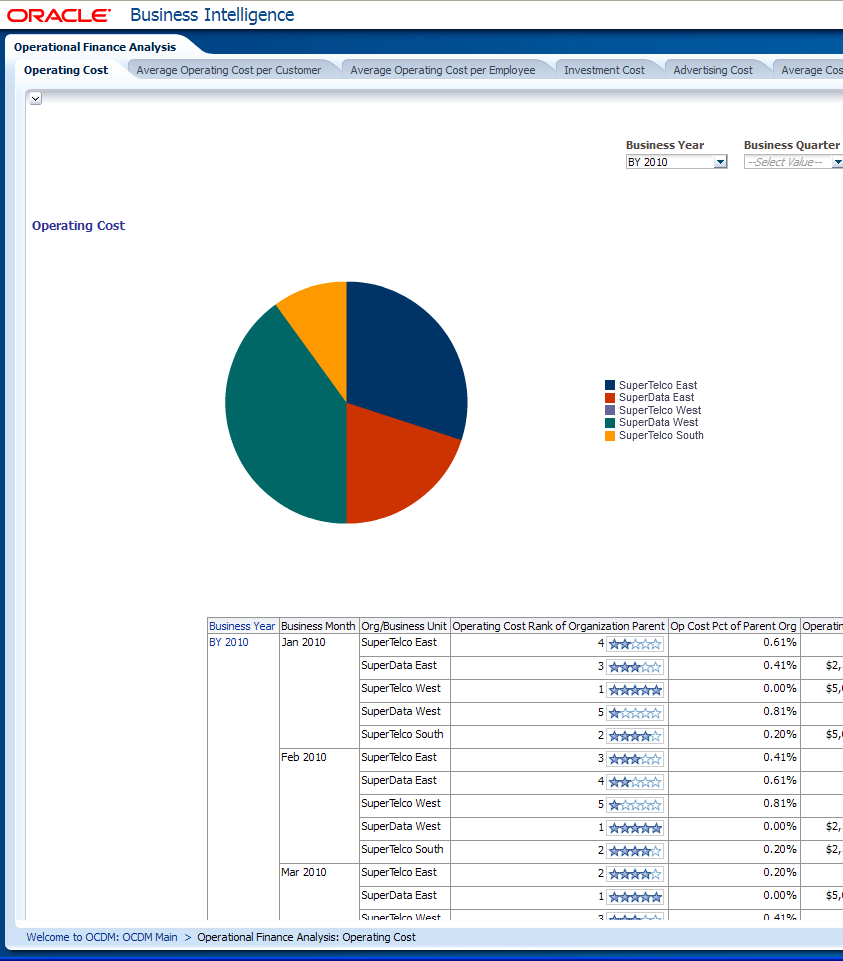 ORACLE Business Intelligence
Operational Finance Analysis
Operating Cost Average Operating Cost per Customer Average Operating Cost per Employee Investment Cost Advertising Cost Average Cos
Business Year Business Quarter
BY 2010 --Select Value--
Operating Cost
SuperTelco East
SuperData East
SuperTelco West
SuperData West
SuperTelco South
Business Year Business Month Org/Business Unit Operating Cost Rank of Organization Parent Op Cost Pct of Parent Org Operatin
BY 2010 Jan 2010 SuperTelco East 4 0.61%
SuperData East 3 0.41% $2,
SuperTelco West 1 0.00% $5,0
SuperData West 5 0.81%
SuperTelco South 2 0.20% $5,0
Feb 2010 SuperTelco East 3 0.41%
SuperData East 4 0.61%
SuperTelco West 5 0.81%
SuperData West 1 0.00% $2,
SuperTelco South 2 0.20% $2,
Mar 2010 SuperTelco East 2 0.20%
SuperData East 1 0.00% $5,0
SuperTelco West 3 0.41%
Welcome to OCDM: OCDM Main > Operational Finance Analysis: Operating Cost